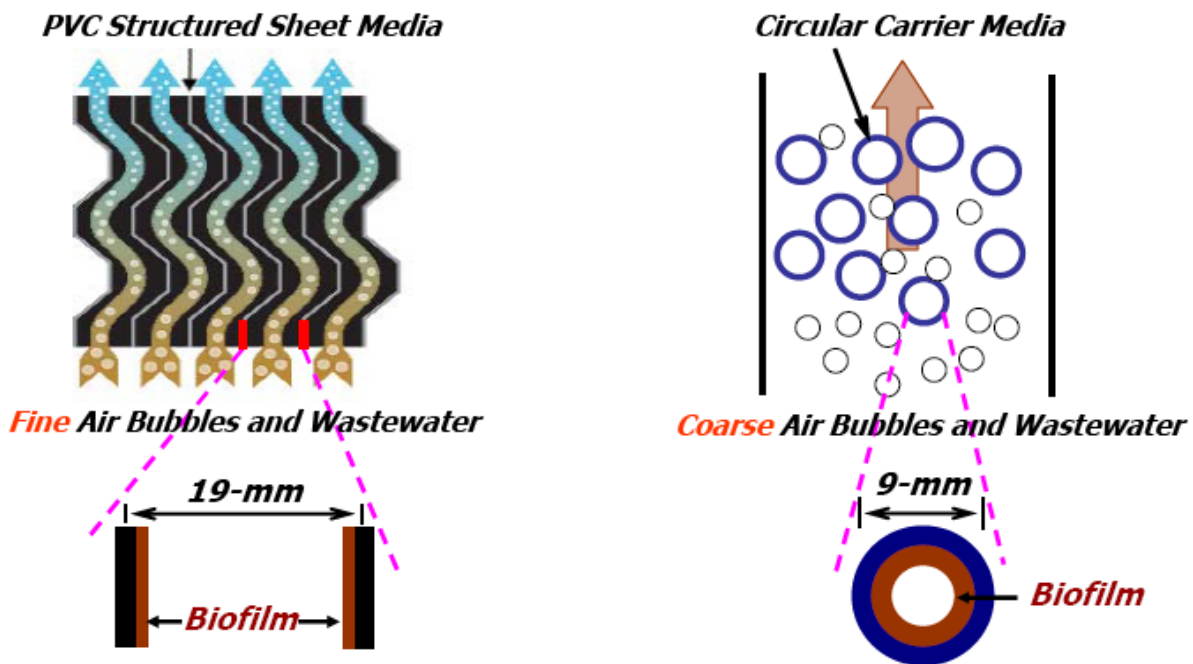 PVC Structured Sheet Media
Circular Carrier Media
Fine Air Bubbles and Wastewater
Coarse Air Bubbles and Wastewater
19-mm
9-mm
Biofilm
Biofilm